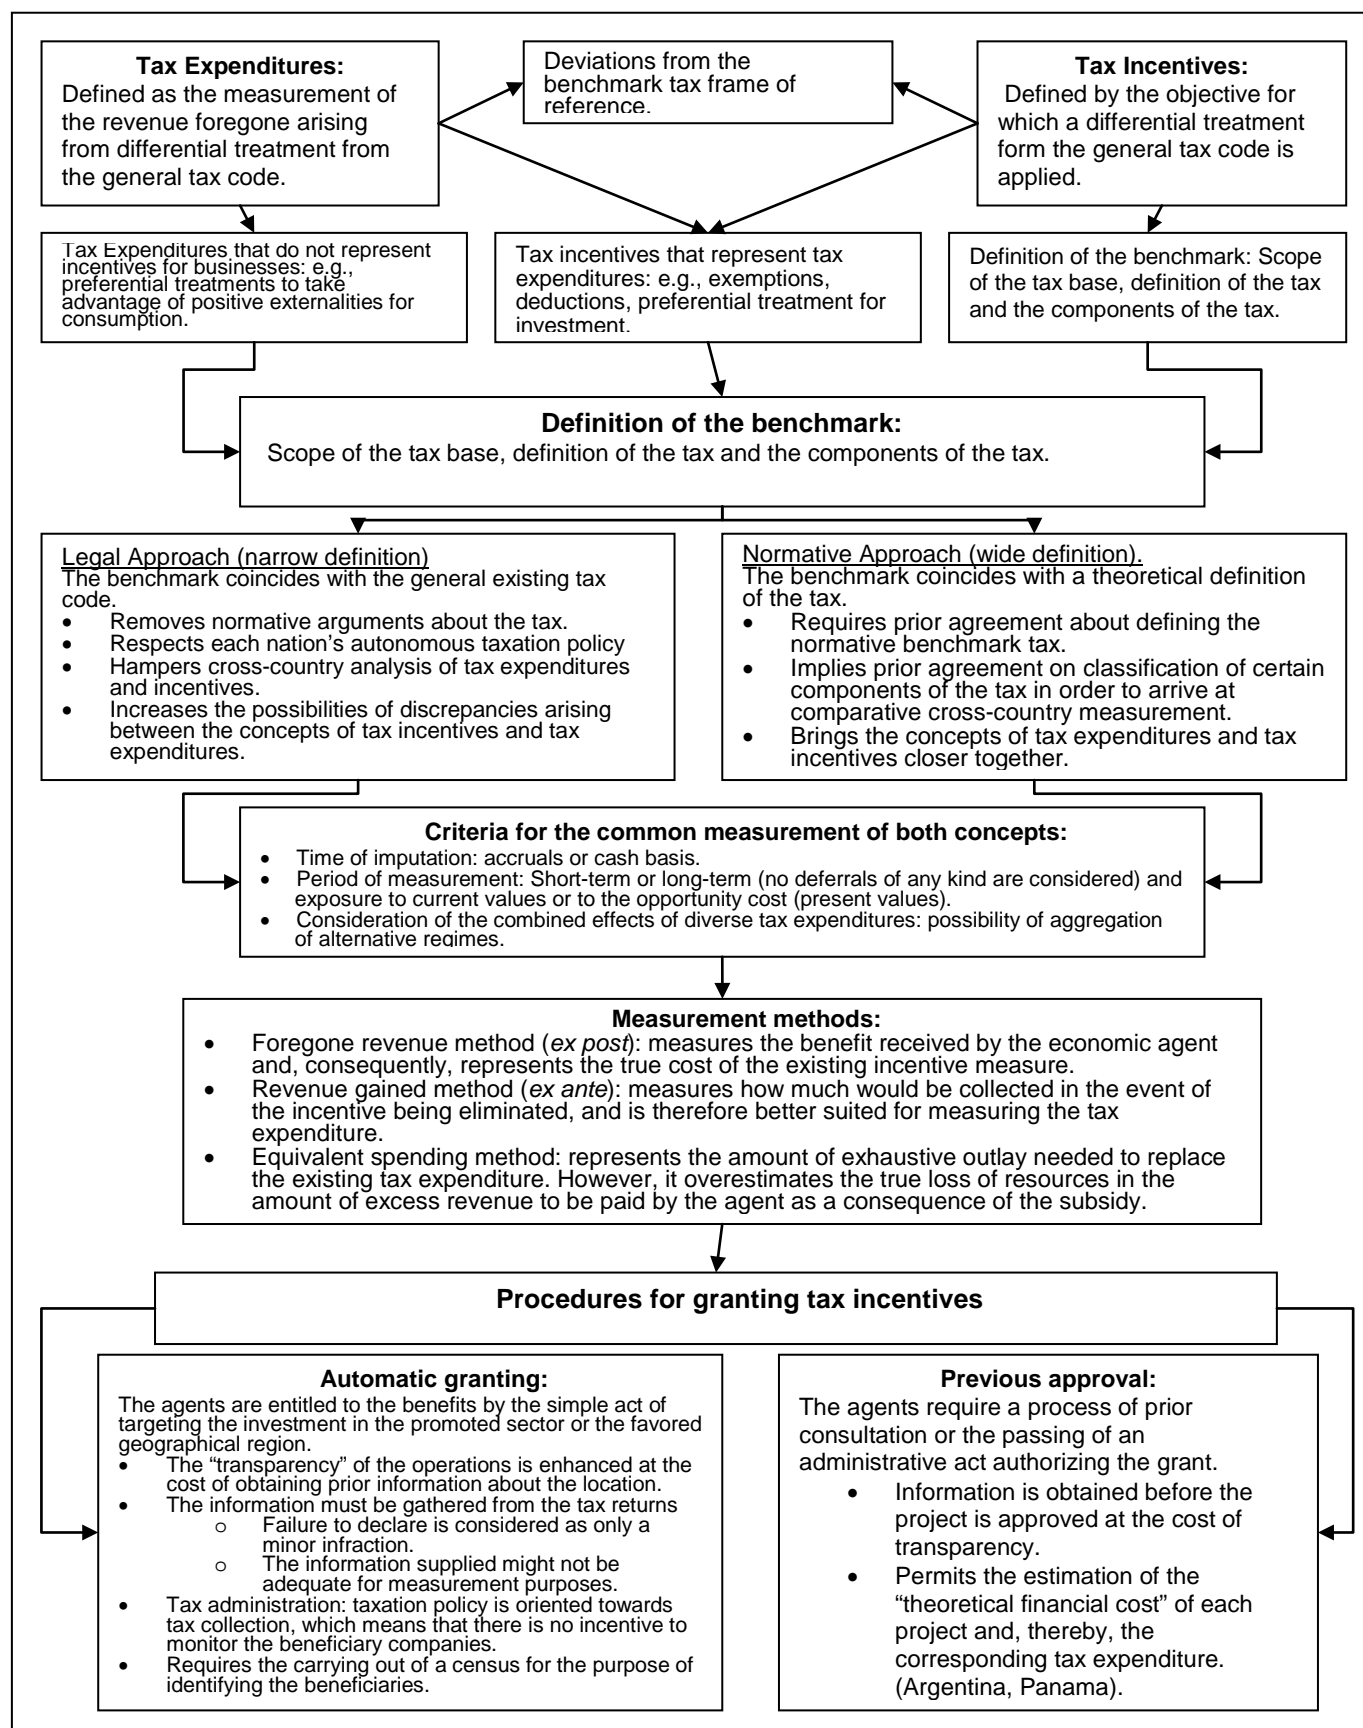 Tax Expenditures:
Defined as the measurement of
the revenue foregone arising
from differential treatment from
the general tax code.
Deviations from the
benchmark tax frame of
reference.
Tax Incentives:
Defined by the objective for
which a differential treatment
form the general tax code is
applied.
Tax Expenditures that do not represent
incentives for businesses: e.g.,
preferential treatments to take
advantage of positive externalities for
consumption.
Tax incentives that represent tax
expenditures: e.g., exemptions,
deductions, preferential treatment for
investment.
Definition of the benchmark: Scope
of the tax base, definition of the tax
and the components of the tax.
Definition of the benchmark:
Scope of the tax base, definition of the tax and the components of the tax.
Legal Approach (narrow definition)
The benchmark coincides with the general existing tax
code.
• Removes normative arguments about the tax.
• Respects each nation's autonomous taxation policy
• Hampers cross-country analysis of tax expenditures
and incentives.
• Increases the possibilities of discrepancies arising
between the concepts of tax incentives and tax
expenditures.
Normative Approach (wide definition).
The benchmark coincides with a theoretical definition
of the tax.
• Requires prior agreement about defining the
normative benchmark tax.
• Implies prior agreement on classification of certain
components of the tax in order to arrive at
comparative cross-country measurement.
• Brings the concepts of tax expenditures and tax
incentives closer together.
Criteria for the common measurement of both concepts:
• Time of imputation: accruals or cash basis.
• Period of measurement: Short-term or long-term (no deferrals of any kind are considered) and
exposure to current values or to the opportunity cost (present values).
• Consideration of the combined effects of diverse tax expenditures: possibility of aggregation
of alternative regimes.
Measurement methods:
• Foregone revenue method (ex post): measures the benefit received by the economic agent
and, consequently, represents the true cost of the existing incentive measure.
• Revenue gained method (ex ante): measures how much would be collected in the event of
the incentive being eliminated, and is therefore better suited for measuring the tax
expenditure.
• Equivalent spending method: represents the amount of exhaustive outlay needed to replace
the existing tax expenditure. However, it overestimates the true loss of resources in the
amount of excess revenue to be paid by the agent as a consequence of the subsidy.
Procedures for granting tax incentives
Automatic granting:
The agents are entitled to the benefits by the simple act of
targeting the investment in the promoted sector or the favored
geographical region.
• The “transparency” of the operations is enhanced at the
cost of obtaining prior information about the location.
• The information must be gathered from the tax returns
o Failure to declare is considered as only a
minor infraction.
o The information supplied might not be
adequate for measurement purposes.
• Tax administration: taxation policy is oriented towards
tax collection, which means that there is no incentive to
monitor the beneficiary companies.
• Requires the carrying out of a census for the purpose of
identifying the beneficiaries.
Previous approval:
The agents require a process of prior
consultation or the passing of an
administrative act authorizing the grant.
• Information is obtained before the
project is approved at the cost of
transparency.
• Permits the estimation of the
“theoretical financial cost” of each
project and, thereby, the
corresponding tax expenditure.
(Argentina, Panama).